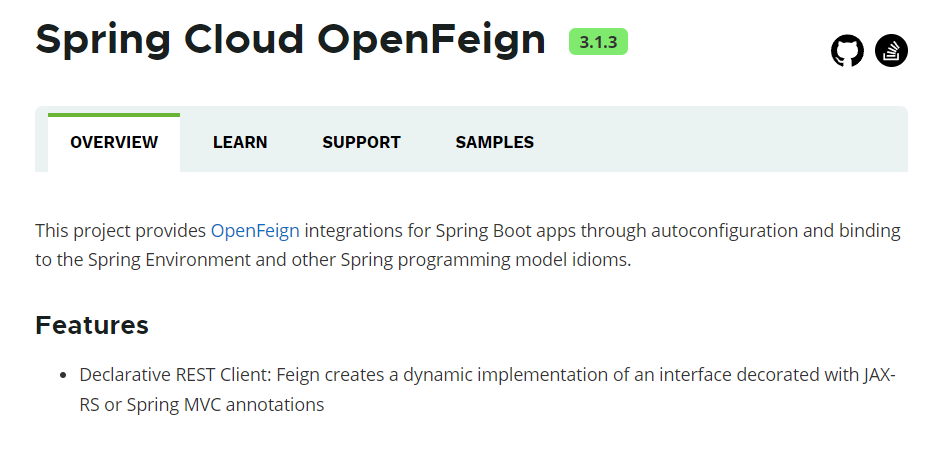 Spring Cloud OpenFeign 3.1.3
OVERVIEW LEARN SUPPORT SAMPLES
This project provides OpenFeign integrations for Spring Boot apps through autoconfiguration and binding
to the Spring Environment and other Spring programming model idioms.
Features
• Declarative REST Client: Feign creates a dynamic implementation of an interface decorated with JAX-
RS or Spring MVC annotations